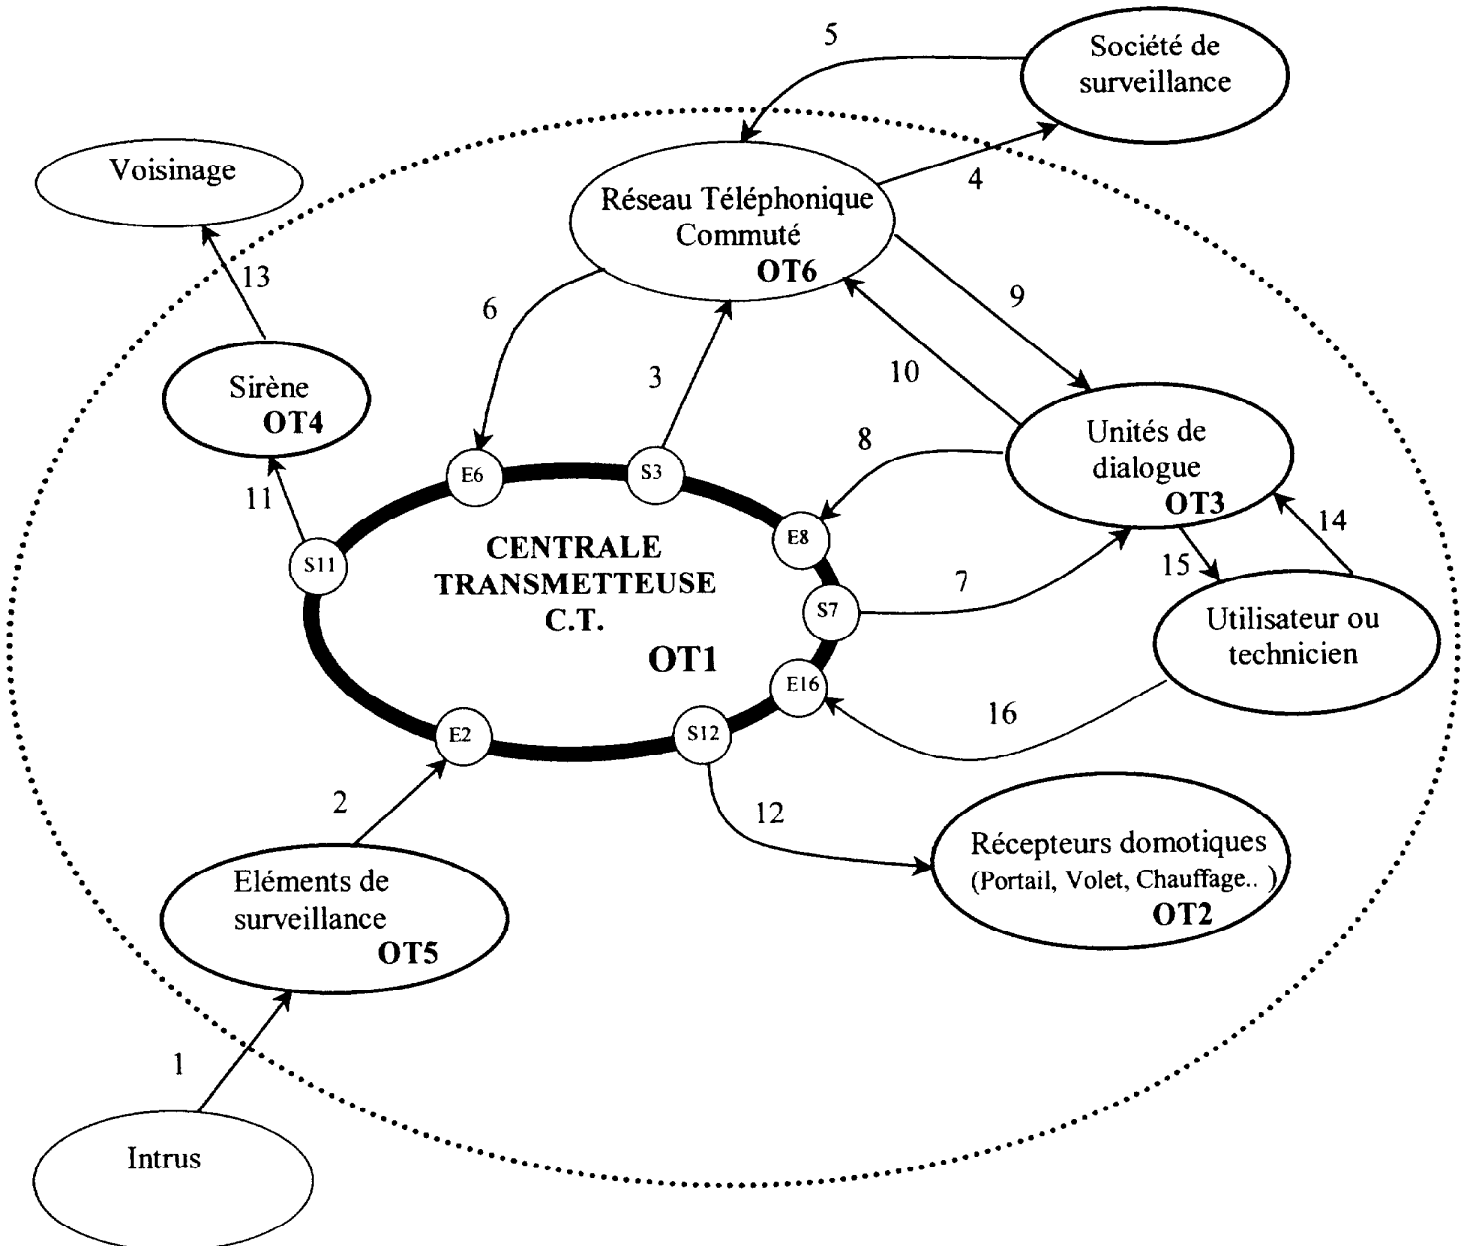 5
Société de
surveillance
Voisinage
4
Réseau Téléphonique
Commuté
OT6
13
6
9
3
10
Sirène
OT4
8
Unités de
dialogue
OT3
11
E6
S3
14
E8
CENTRALE
TRANSMETTEUSE
C.T.
OT1
S11
7
15
S7
Utilisateur ou
technicien
E16
16
E2
S12
2
12
Récepteurs domotiques
(Portail, Volet, Chauffage.. )
OT2
Eléments de
surveillance
OT5
1
Intrus